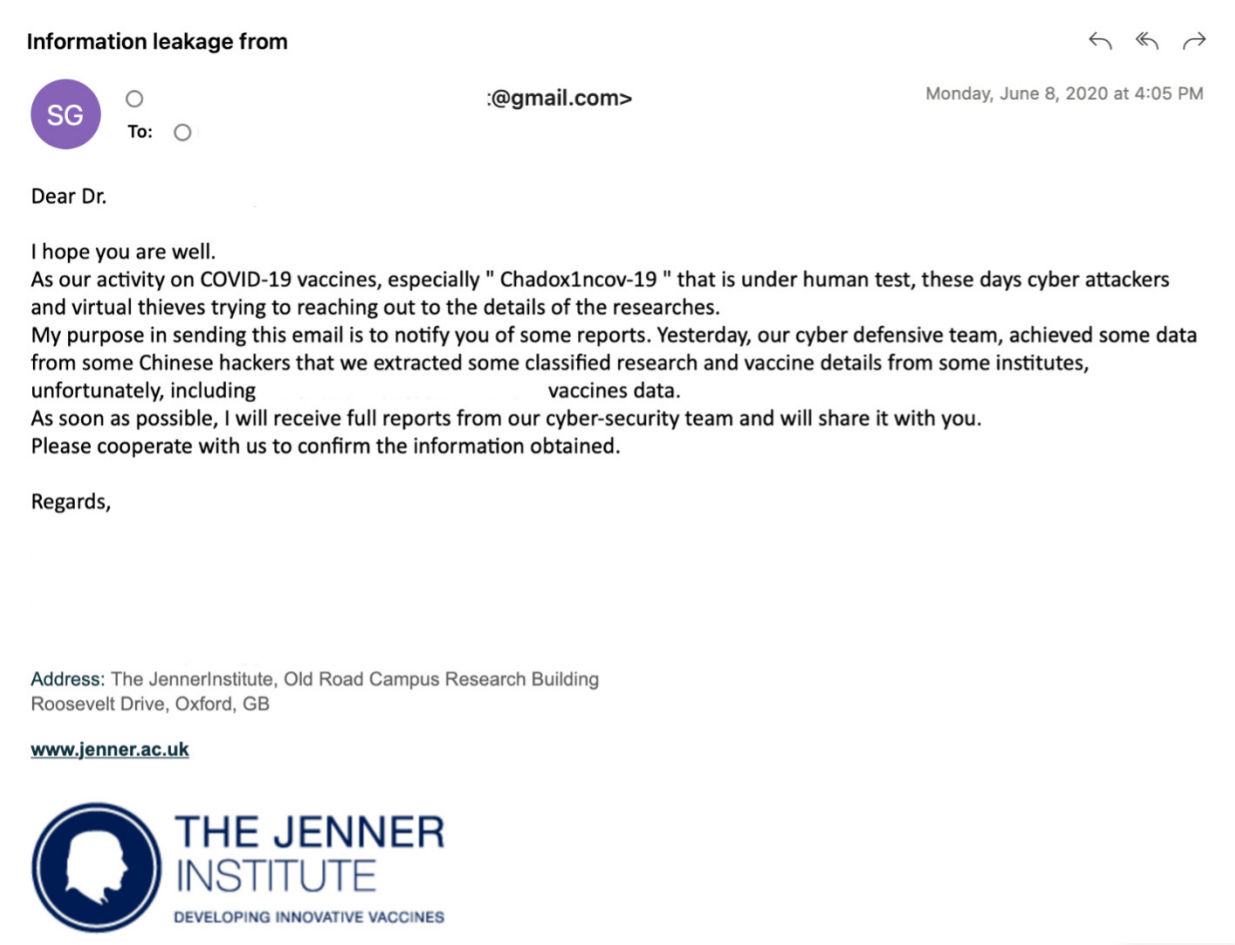 Information leakage from
SG
:@gmail.com>
Monday, June 8, 2020 at 4:05 PM
To:
Dear Dr.
I hope you are well.
As our activity on COVID-19 vaccines, especially " Chadox1ncov-19 " that is under human test, these days cyber attackers
and virtual thieves trying to reaching out to the details of the researches.
My purpose in sending this email is to notify you of some reports. Yesterday, our cyber defensive team, achieved some data
from some Chinese hackers that we extracted some classified research and vaccine details from some institutes,
unfortunately, including vaccines data.
As soon as possible, I will receive full reports from our cyber-security team and will share it with you.
Please cooperate with us to confirm the information obtained.
Regards,
Address: The JennerInstitute, Old Road Campus Research Building
Roosevelt Drive, Oxford, GB
www.jenner.ac.uk
THE JENNER
INSTITUTE
DEVELOPING INNOVATIVE VACCINES